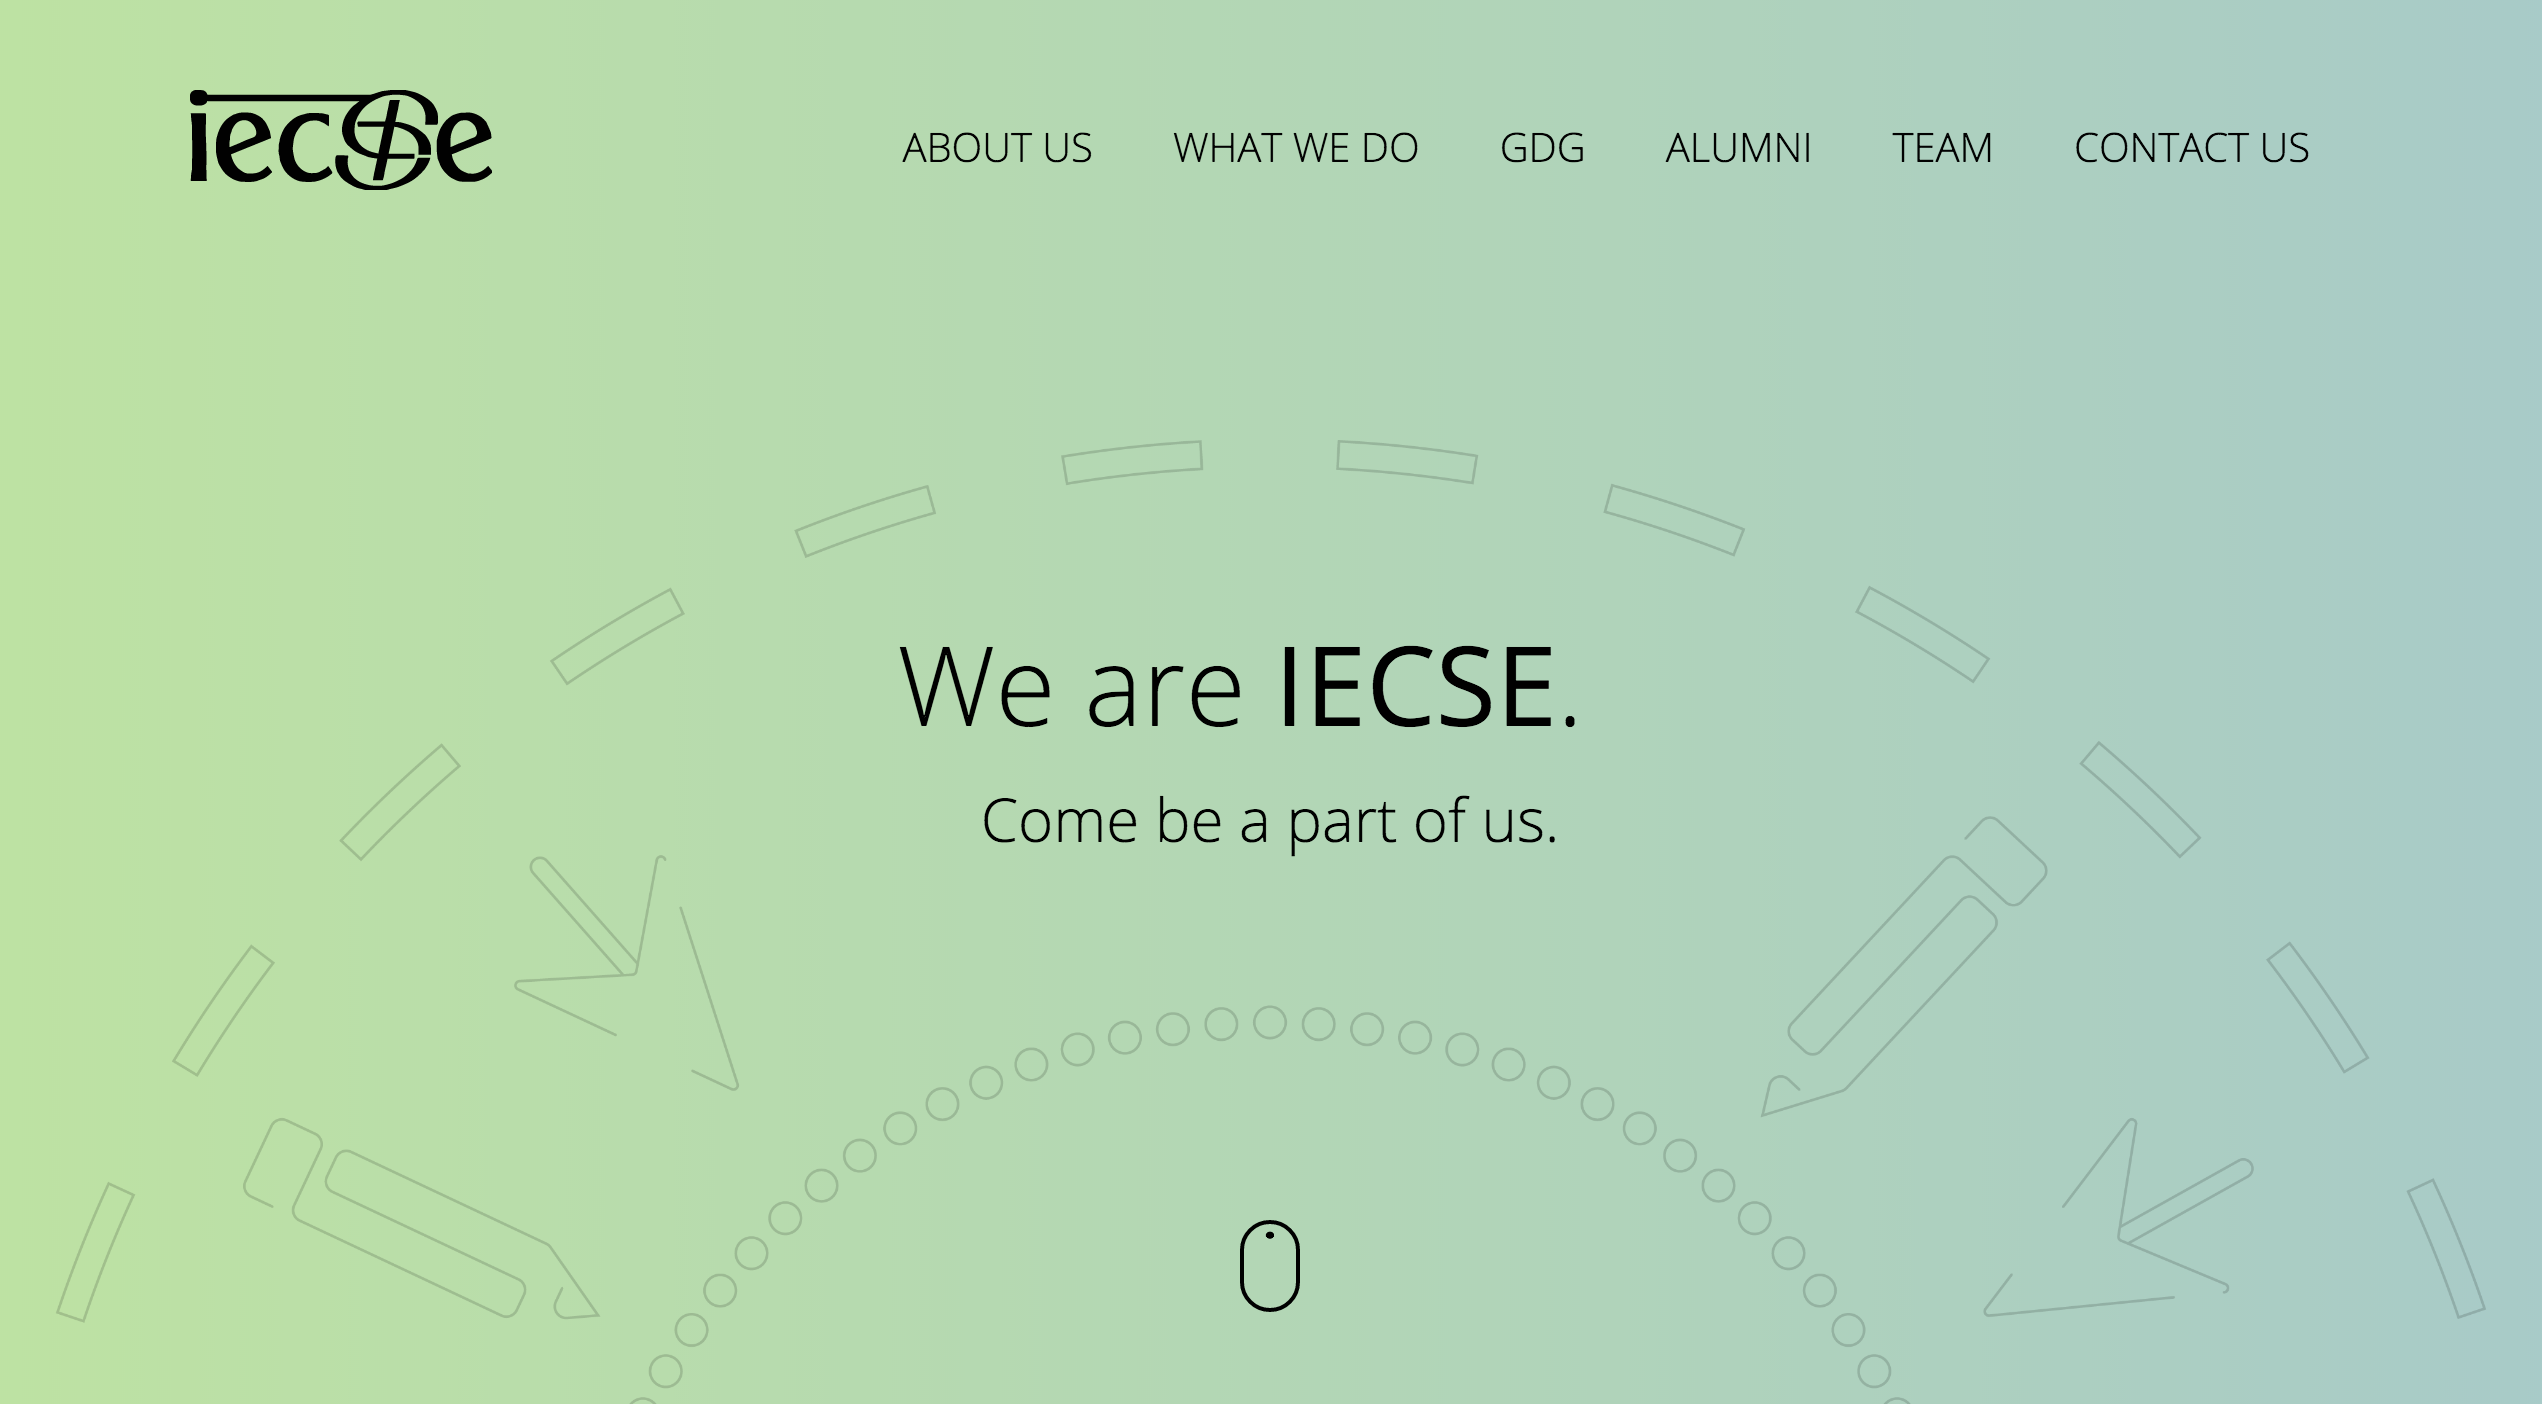 iecse
ABOUT US WHAT WE DO GDG ALUMNI TEAM CONTACT US
We are IECSE.
Come be a part of us.